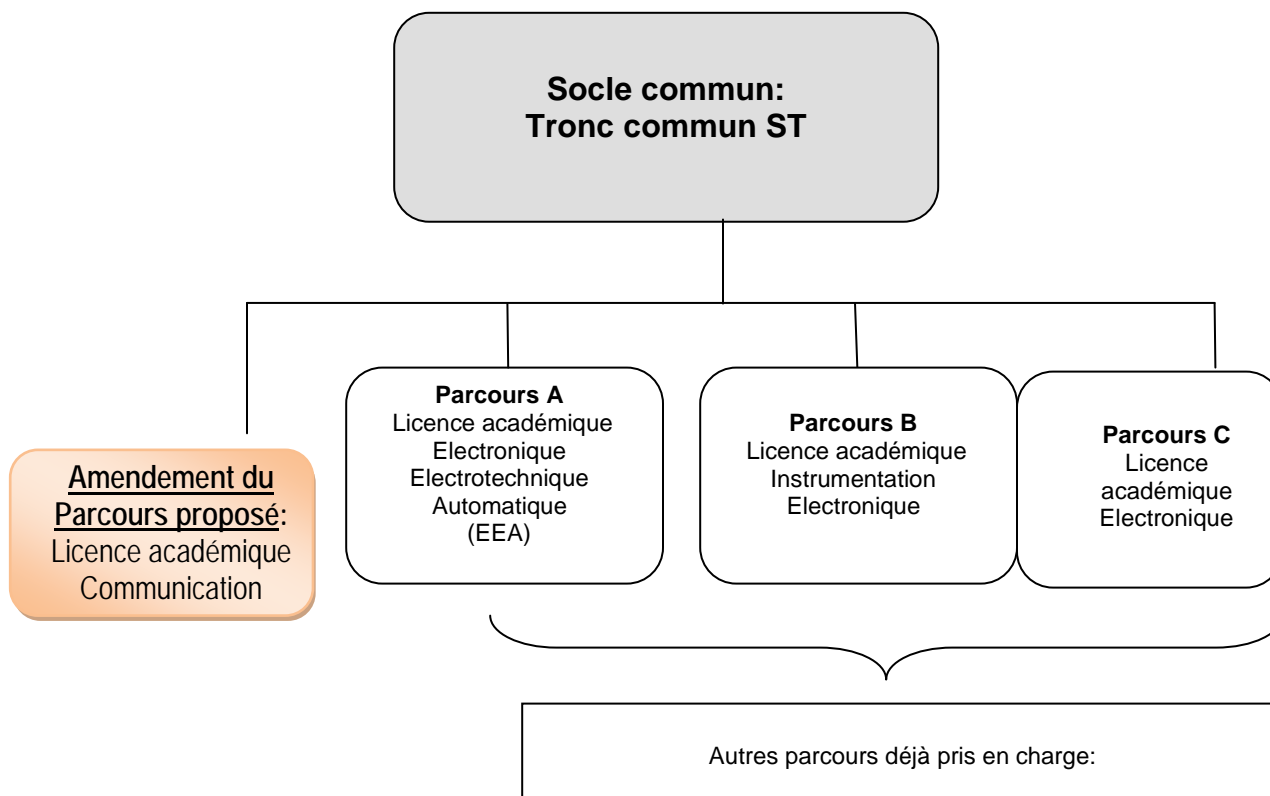 Socle commun:
Tronc commun ST
Amendement du
Parcours proposé:
Licence académique
Communication
Parcours A
Licence académique
Electronique
Electrotechnique
Automatique
(EEA)
Parcours B
Licence académique
Instrumentation
Electronique
Parcours C
Licence
académique
Electronique
Autres parcours déjà pris en charge: